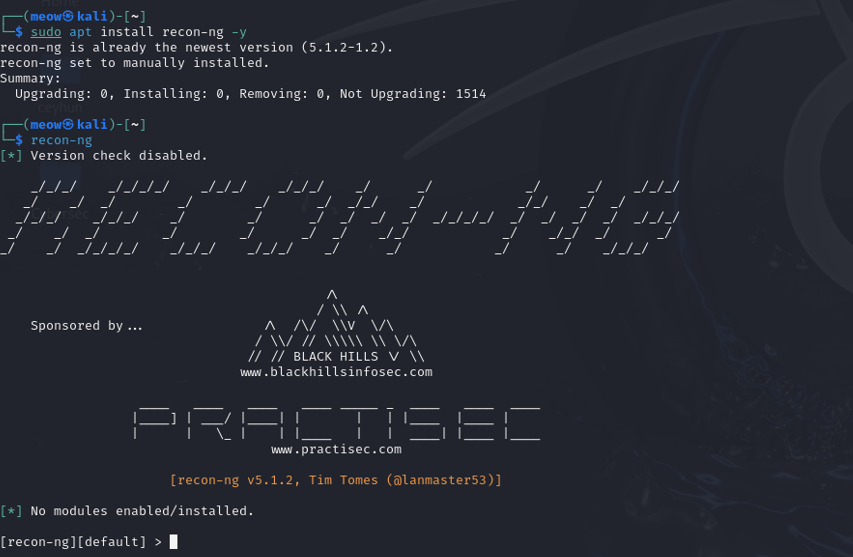 ┌──(meow㉿kali)-[~]
└─$ sudo apt install recon-ng -y
recon-ng is already the newest version (5.1.2-1.2).
recon-ng set to manually installed.
Summary:
  Upgrading: 0, Installing: 0, Removing: 0, Not Upgrading: 1514
┌──(meow㉿kali)-[~]
└─$ recon-ng
[*] Version check disabled.
RECON-NG
Sponsored by...
BLACK HILLS
www.blackhillsinfosec.com
PRACTISEC
www.practisec.com
[recon-ng v5.1.2, Tim Tomes (@lanmaster53)]
[*] No modules enabled/installed.
[recon-ng][default] >